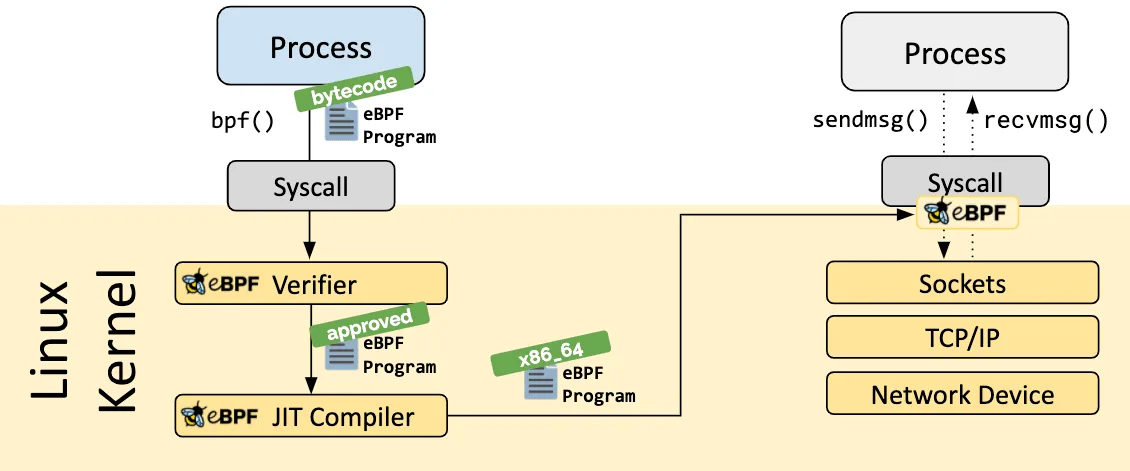 Process
bytecode
eBPF
Program
bpf()
Syscall
eBPF Verifier
approved
eBPF
Program
eBPF JIT Compiler
x86_64
eBPF
Program
Linux
Kernel
Process
sendmsg()
recvmsg()
Syscall
eBPF
Sockets
TCP/IP
Network Device